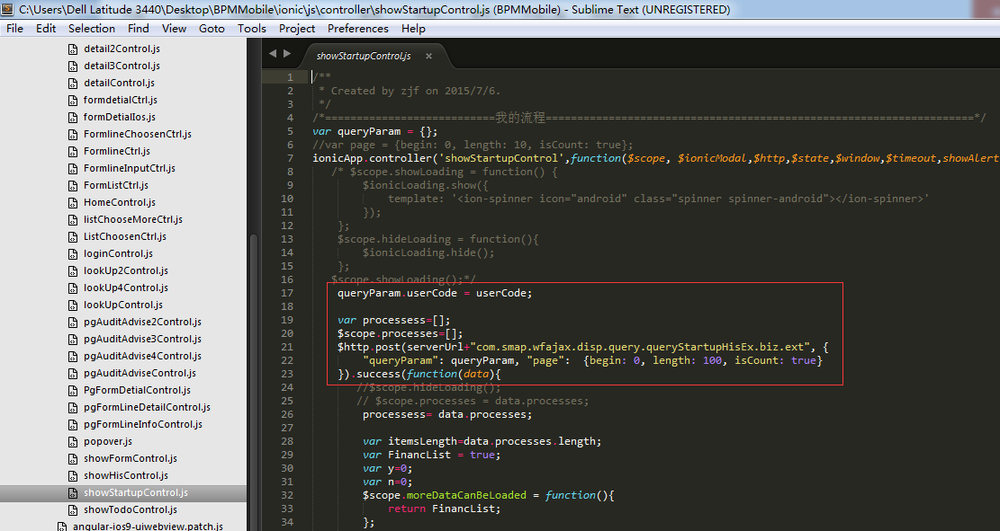 C:\Users\Dell Latitude 3440\Desktop\BPMMobile\ionic\js\controller\showStartupControl.js (BPMMobile) - Sublime Text (UNREGISTERED)
File Edit Selection Find View Goto Tools Project Preferences Help
detail2Control.js
detail3Control.js
detailControl.js
formdetialCtrl.js
formDetialIos.js
FormlineChoosenCtrl.js
FormlineCtrl.js
FormlineInputCtrl.js
FormListCtrl.js
HomeControl.js
listChooseMoreCtrl.js
ListChoosenCtrl.js
loginControl.js
lookUp2Control.js
lookUp4Control.js
lookUpControl.js
pgAuditAdvise2Control.js
pgAuditAdvise3Control.js
pgAuditAdvise4Control.js
pgAuditAdviseControl.js
PgFormDetialControl.js
pgFormLineDetailControl.js
pgFormLineInfoControl.js
popover.js
showFormControl.js
showHisControl.js
showStartupControl.js
showTodoControl.js
angular-ios9-uiwebview.patch.js
showStartupControl.js ×
1 /**
2 * Created by zjf on 2015/7/6.
3 */
4 /*===========================我的流程====================================================================*/
5 var queryParam = {};
6 //var page = {begin: 0, length: 10, isCount: true};
7 ionicApp.controller('showStartupControl',function($scope, $ionicModal,$http,$state,$window,$timeout,showAlert
8 /* $scope.showLoading = function() {
9 $ionicLoading.show({
10 template: '<ion-spinner icon="android" class="spinner spinner-android"></ion-spinner>'
11 });
12 };
13 $scope.hideLoading = function(){
14 $ionicLoading.hide();
15 };
16 $scope.showLoading();*/
17 queryParam.userCode = userCode;
18
19 var processess=[];
20 $scope.processes=[];
21 $http.post(serverUrl+"com.smap.wfajax.disp.query.queryStartupHisEx.biz.ext", {
22 "queryParam": queryParam, "page": {begin: 0, length: 100, isCount: true}
23 }).success(function(data){
24 //$scope.hideLoading();
25 // $scope.processes = data.processes;
26 processess= data.processes;
27
28 var itemsLength=data.processes.length;
29 var FinancList = true;
30 var y=0;
31 var n=0;
32 $scope.moreDataCanBeLoaded = function(){
33 return FinancList;
34 };